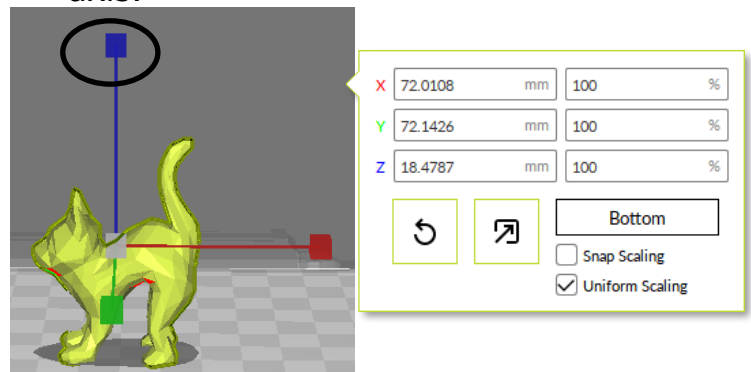 X 72.0108 mm 100 %
Y 72.1426 mm 100 %
Z 18.4787 mm 100 %
Bottom
Snap Scaling
Uniform Scaling